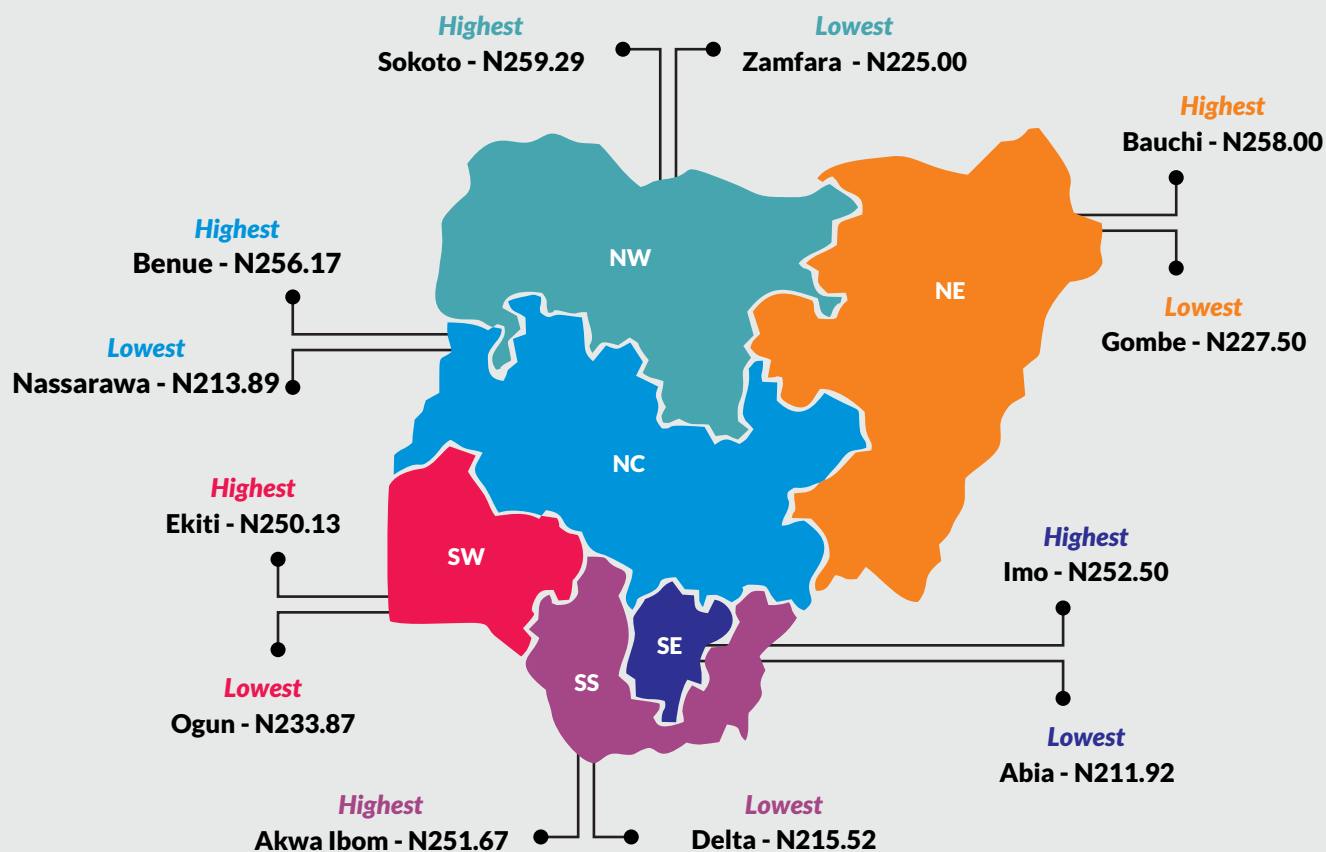 Highest
Sokoto - N259.29
Lowest
Zamfara - N225.00
Highest
Bauchi - N258.00
Lowest
Gombe - N227.50
Highest
Benue - N256.17
Lowest
Nassarawa - N213.89
NW
NE
NC
SW
SE
SS
Highest
Ekiti - N250.13
Lowest
Ogun - N233.87
Highest
Imo - N252.50
Lowest
Abia - N211.92
Highest
Akwa Ibom - N251.67
Lowest
Delta - N215.52